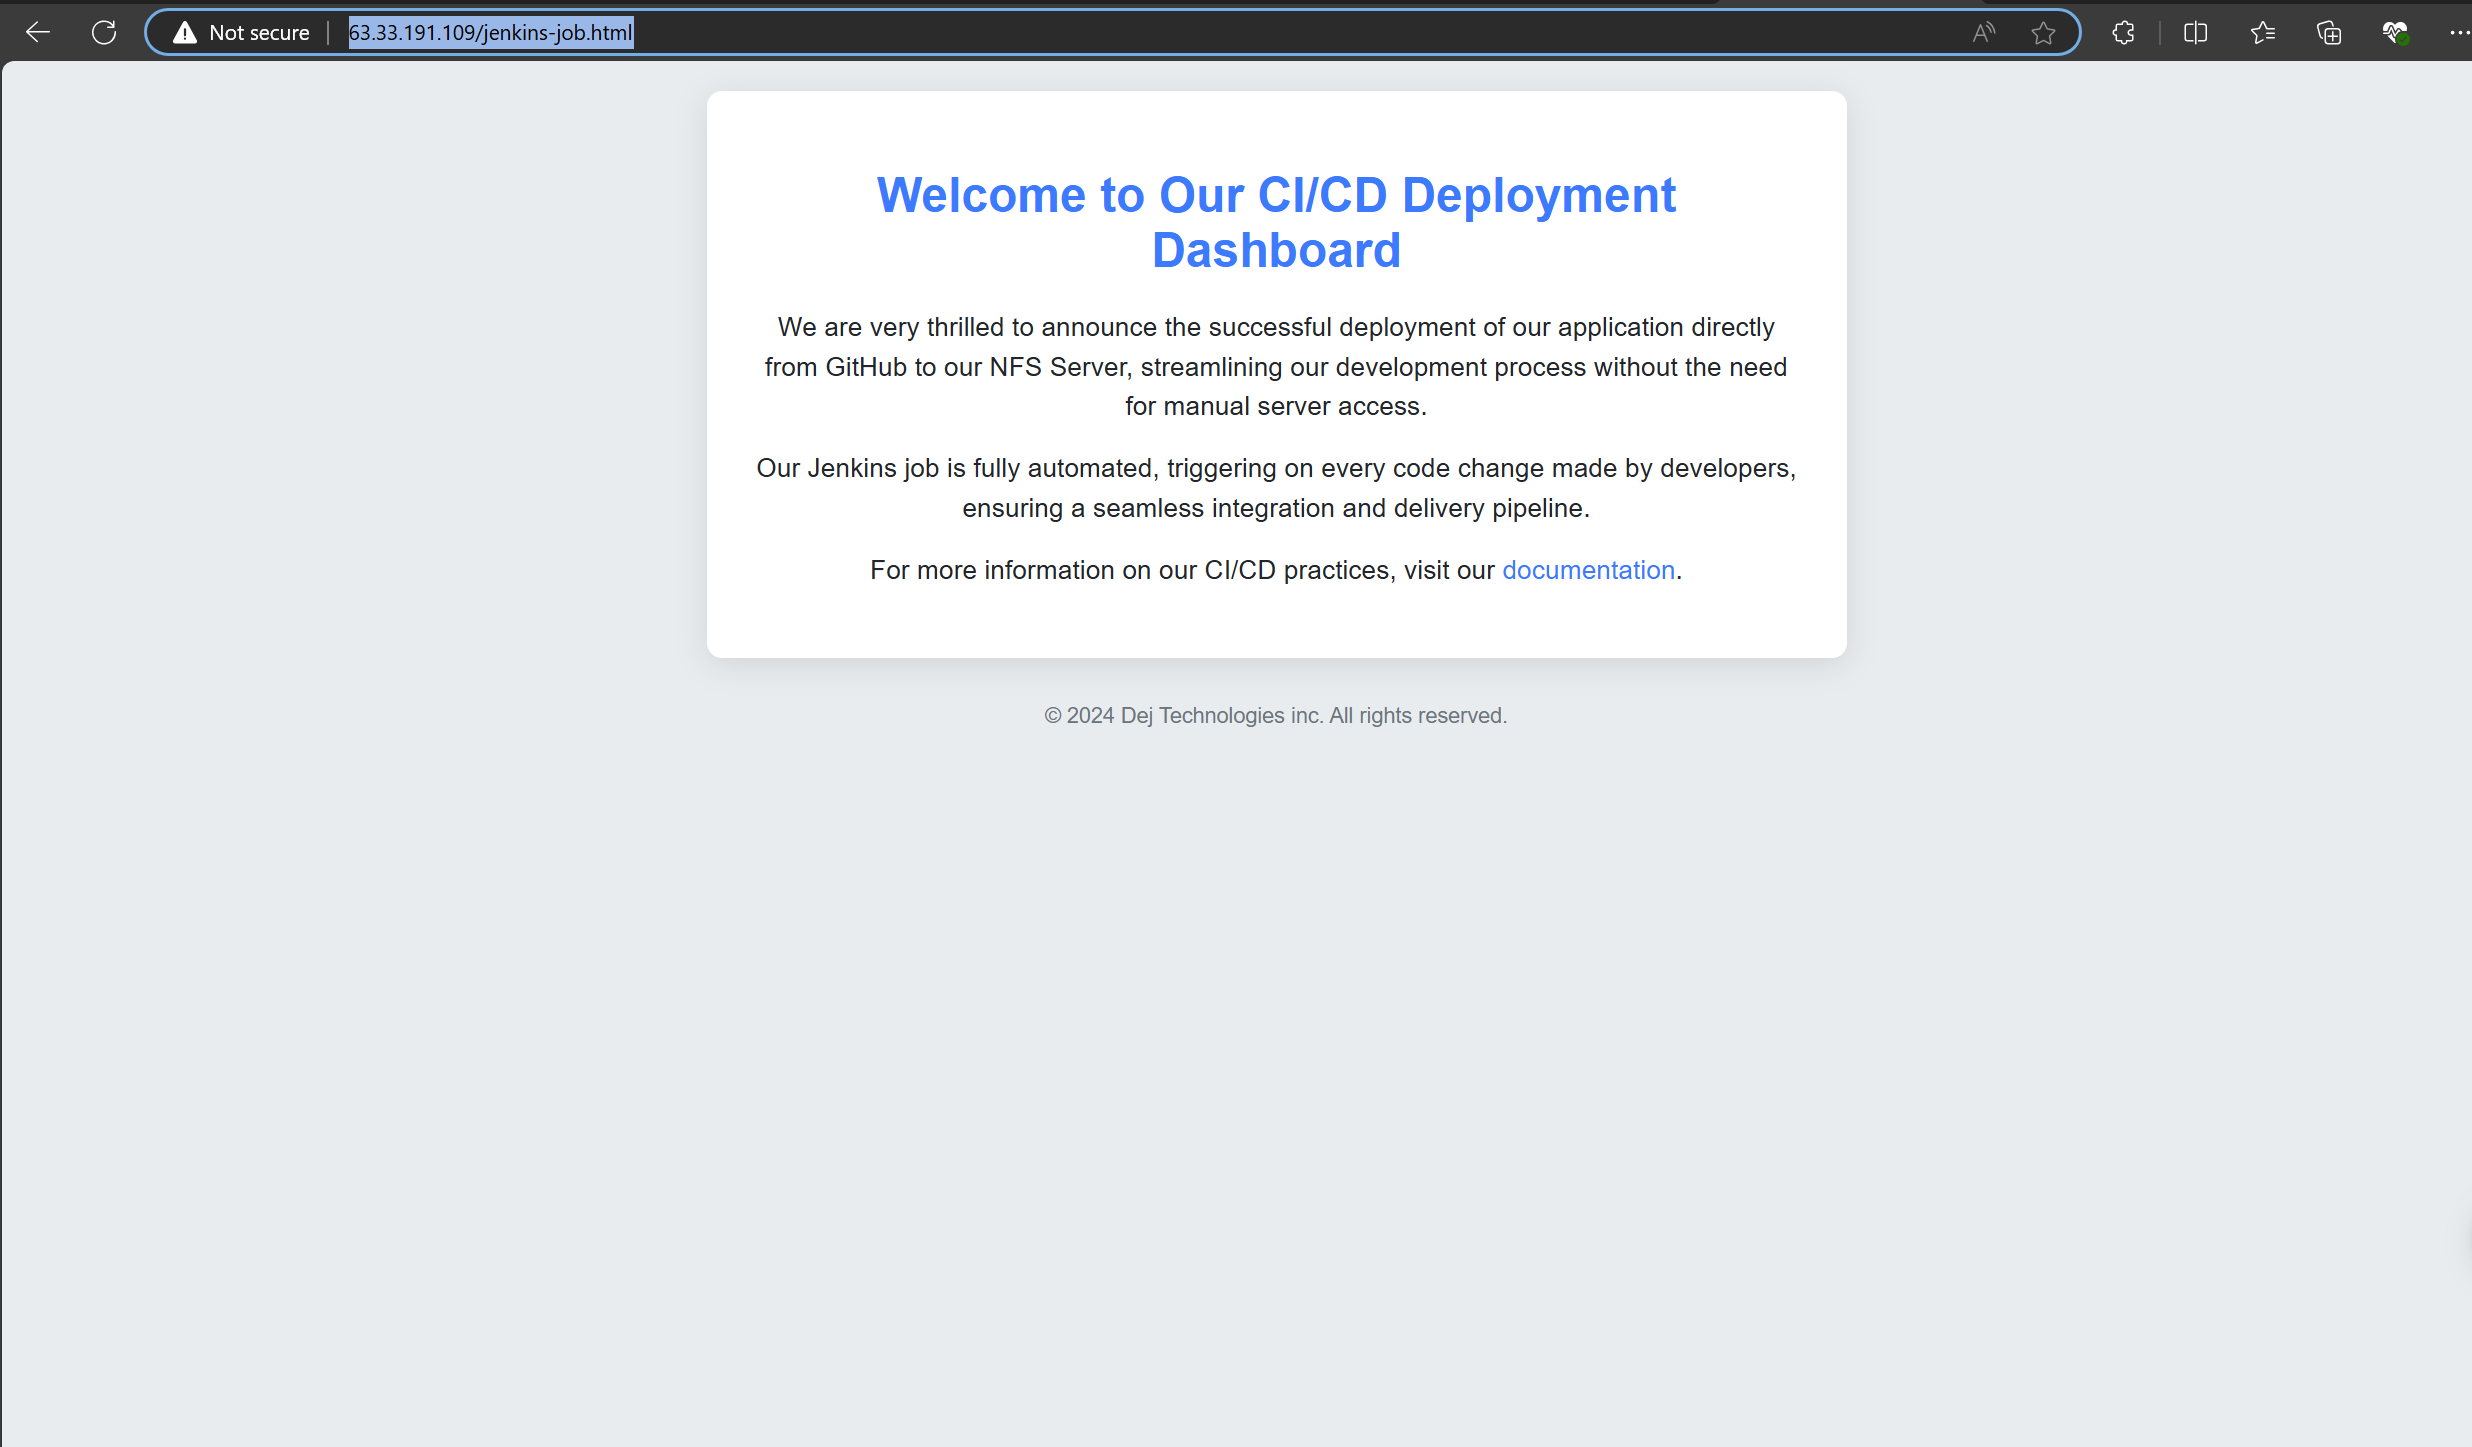 Not secure | 63.33.191.109/jenkins-job.html
Welcome to Our CI/CD Deployment
Dashboard
We are very thrilled to announce the successful deployment of our application directly
from GitHub to our NFS Server, streamlining our development process without the need
for manual server access.
Our Jenkins job is fully automated, triggering on every code change made by developers,
ensuring a seamless integration and delivery pipeline.
For more information on our CI/CD practices, visit our documentation.
© 2024 Dej Technologies inc. All rights reserved.